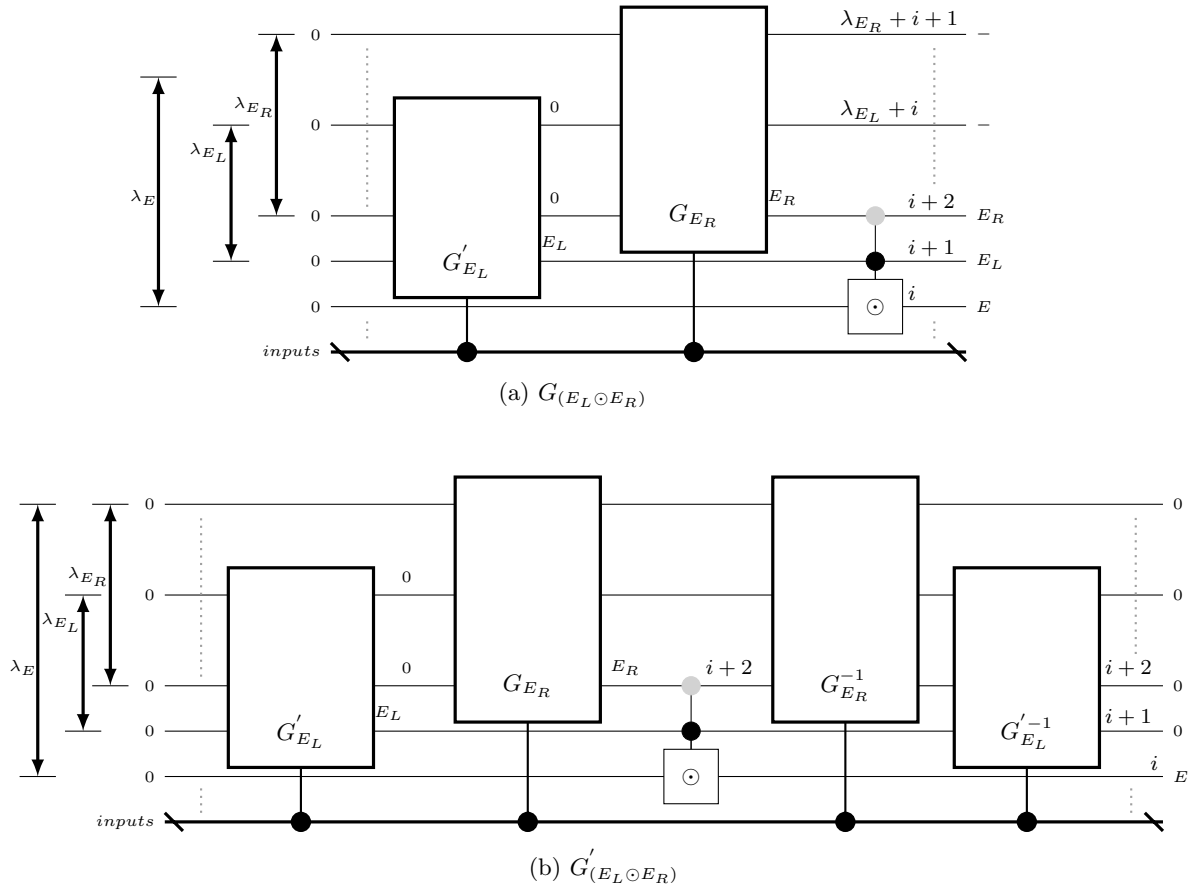 0 λ_{E_R} + i + 1 −
λ_{E_R} 0 0 λ_{E_L} + i −
λ_{E_L}
λ_E 0 0 G_{E_R} E_R i + 2 E_R
0 G^{'}_{E_L} E_L i + 1 E_L
0 ⊙ i E
inputs
(a) G_{(E_L⊙E_R)}
0 0
λ_{E_R} 0 0 0
λ_{E_L}
λ_E 0 0 G_{E_R} E_R i + 2 G^{-1}_{E_R} i + 2 0
0 G^{'}_{E_L} E_L G^{'-1}_{E_L} i + 1 0
0 ⊙ i E
inputs
(b) G^{'}_{(E_L⊙E_R)}